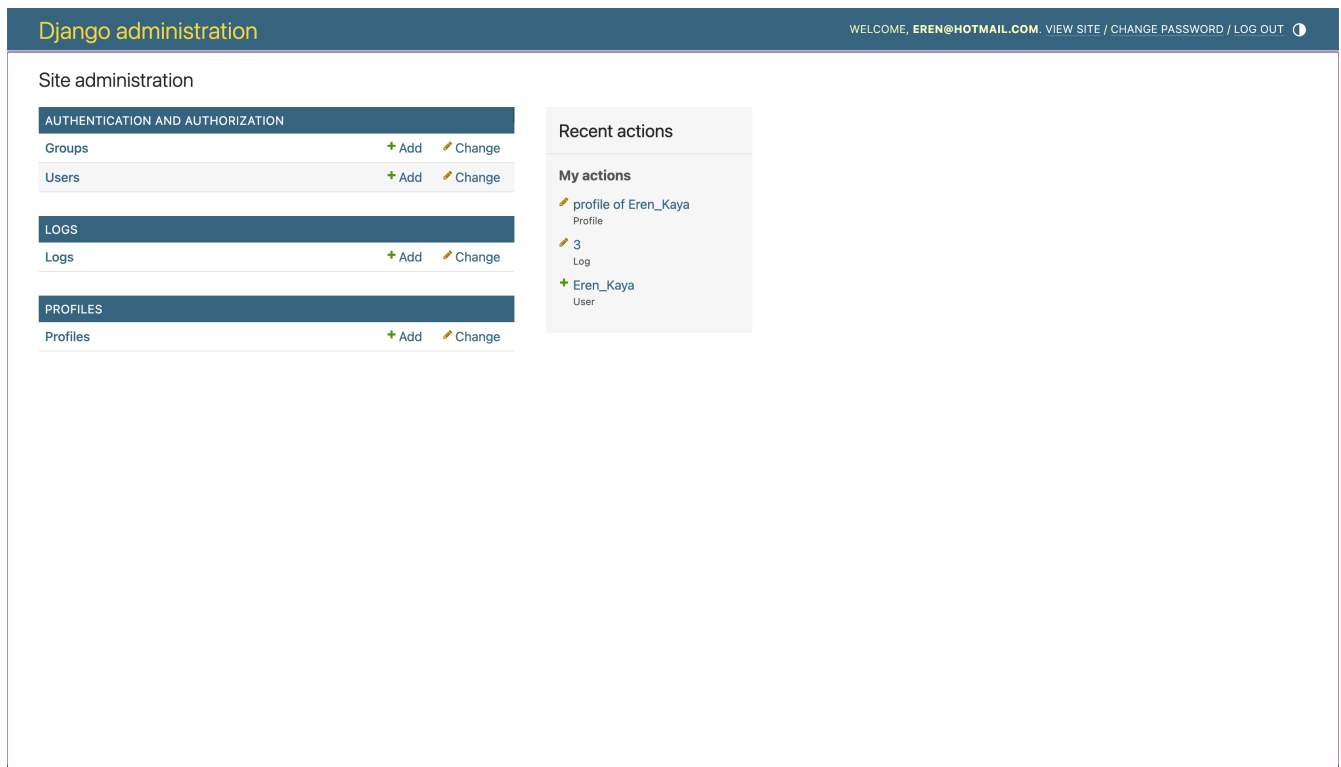 Django administration
WELCOME, EREN@HOTMAIL.COM. VIEW SITE / CHANGE PASSWORD / LOG OUT
Site administration
AUTHENTICATION AND AUTHORIZATION
Groups Add Change
Users Add Change
LOGS
Logs Add Change
PROFILES
Profiles Add Change
Recent actions
My actions
profile of Eren_Kaya
Profile
3
Log
Eren_Kaya
User